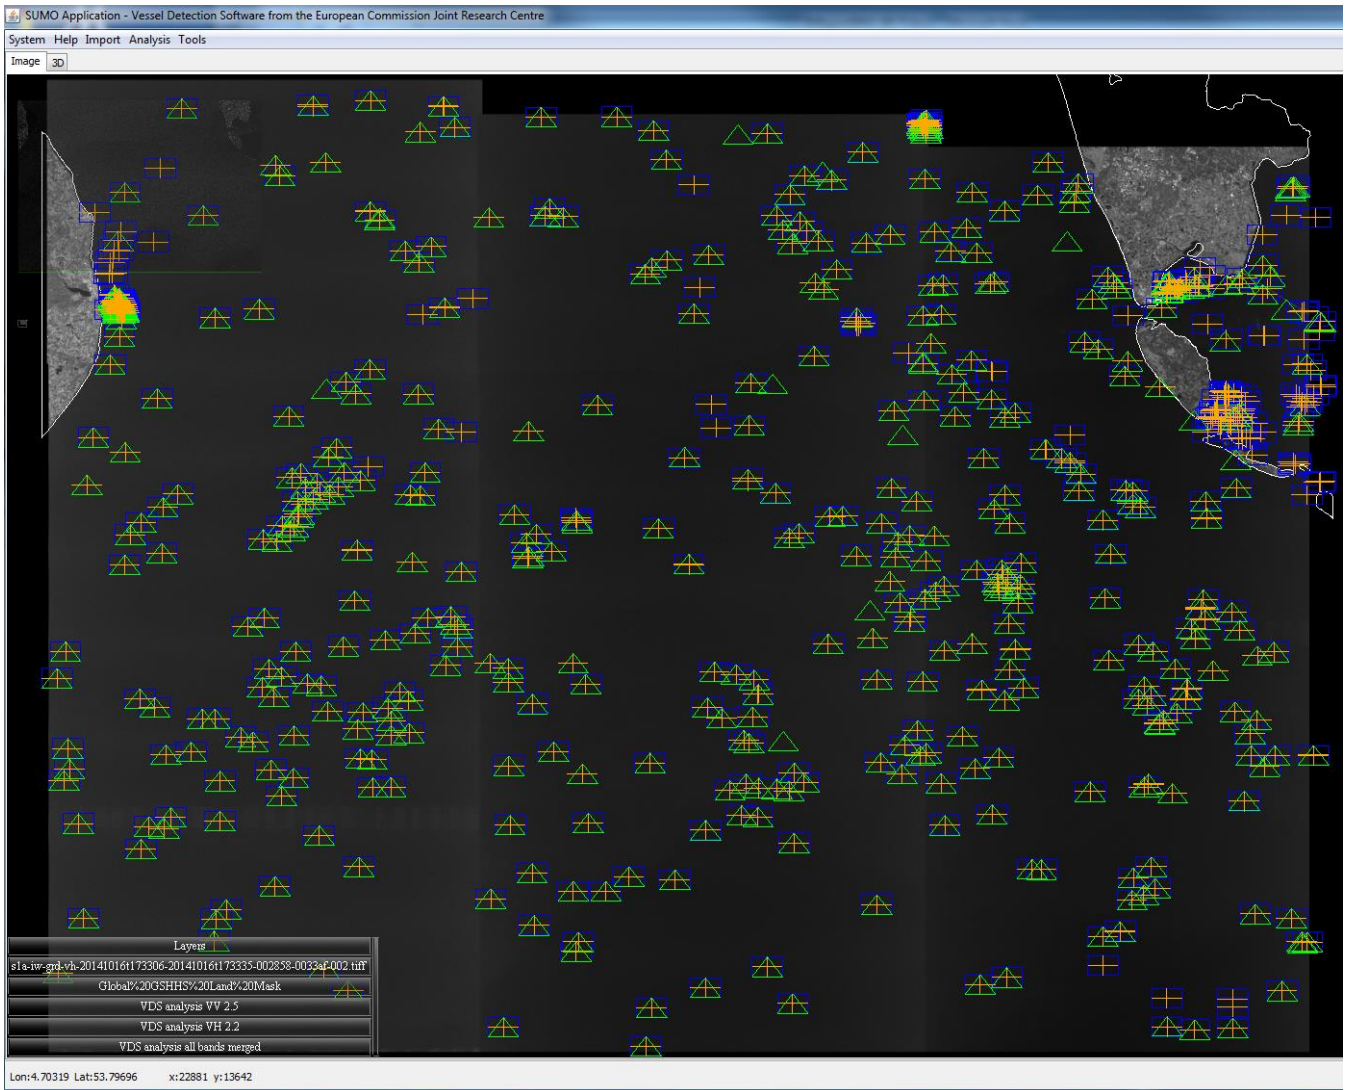 SUMO Application - Vessel Detection Software from the European Commission Joint Research Centre
System Help Import Analysis Tools
Image 3D
Layers
s1a-iw-grd-vh-20141016t173306-20141016t173335-002858-0033af-002.tiff
Global%20GSHHS%20Land%20Mask
VDS analysis VV 2.5
VDS analysis VH 2.2
VDS analysis all bands merged
Lon:4.70319 Lat:53.79696 x:22881 y:13642